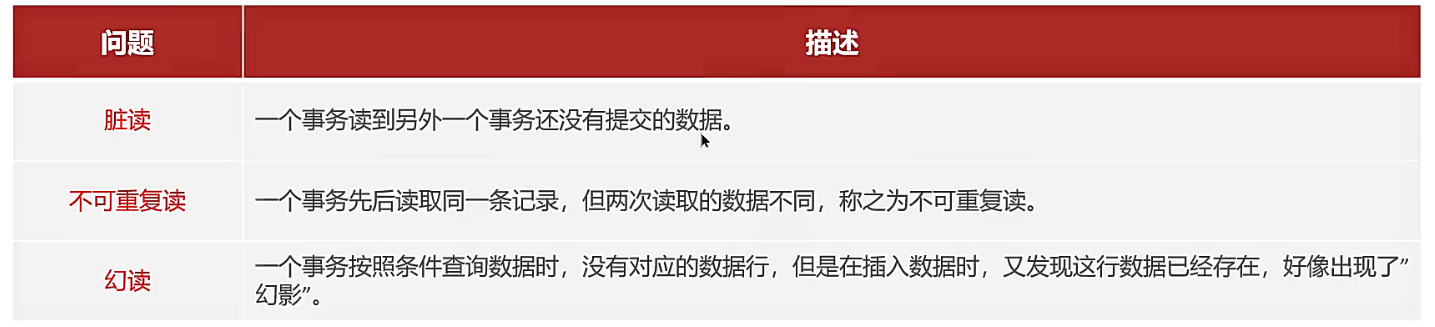 问题 描述
脏读 一个事务读到另外一个事务还没有提交的数据。
不可重复读 一个事务先后读取同一条记录，但两次读取的数据不同，称之为不可重复读。
幻读 一个事务按照条件查询数据时，没有对应的数据行，但是在插入数据时，又发现这行数据已经存在，好像出现了”
幻影”。